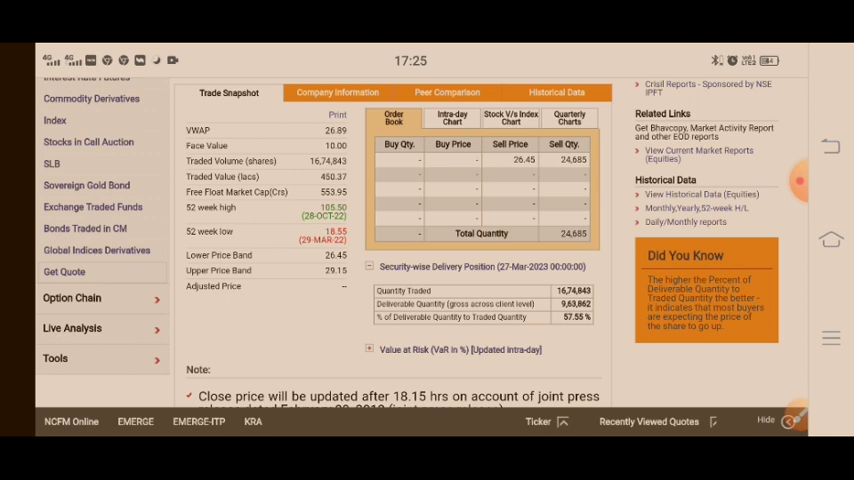 17:25
Interest Rate Futures
Commodity Derivatives
Index
Stocks in Call Auction
SLB
Sovereign Gold Bond
Exchange Traded Funds
Bonds Traded in CM
Global Indices Derivatives
Get Quote
Option Chain
Live Analysis
Tools
Trade Snapshot
Company Information
Peer Comparison
Historical Data
Print
VWAP 26.89
Face Value 10.00
Traded Volume (shares) 16,74,843
Traded Value (lacs) 450.37
Free Float Market Cap(Crs) 553.95
52 week high 105.50
(28-OCT-22)
52 week low 18.55
(29-MAR-22)
Lower Price Band 26.45
Upper Price Band 29.15
Adjusted Price --
Order
Book
Intra-day
Chart
Stock V/s Index
Chart
Quarterly
Charts
Buy Qty. Buy Price Sell Price Sell Qty.
- - 26.45 24,685
- - - -
- - - -
- - - -
- - - -
- Total Quantity 24,685
Security-wise Delivery Position (27-Mar-2023 00:00:00)
Quantity Traded 16,74,843
Deliverable Quantity (gross across client level) 9,63,862
% of Deliverable Quantity to Traded Quantity 57.55 %
Value at Risk (VaR in %) [Updated intra-day]
Note:
Close price will be updated after 18.15 hrs on account of joint press
Crisil Reports - Sponsored by NSE
IPFT
Related Links
Get Bhavcopy, Market Activity Report
and other EOD reports
View Current Market Reports
(Equities)
Historical Data
View Historical Data (Equities)
Monthly,Yearly,52-week H/L
Daily/Monthly reports
Did You Know
The higher the Percent of
Deliverable Quantity to
Traded Quantity the better -
it indicates that most buyers
are expecting the price of
the share to go up.
NCFM Online EMERGE EMERGE-ITP KRA Ticker Recently Viewed Quotes Hide